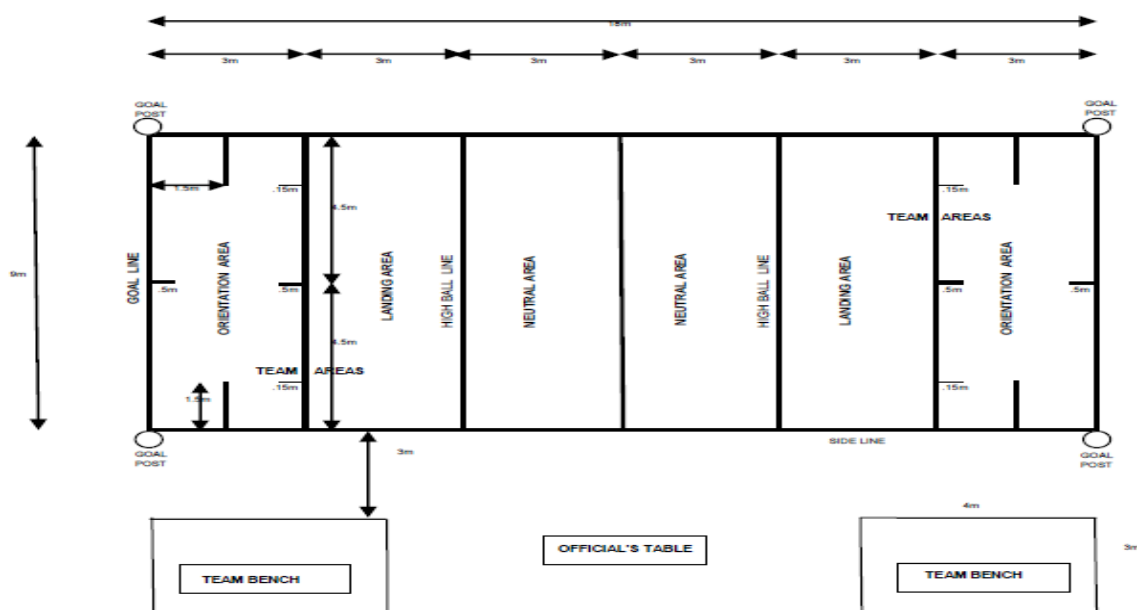 18m
3m 3m 3m 3m 3m 3m
GOAL
POST
GOAL
POST
1.5m
.15m
4.5m
.15m
TEAM AREAS
9m
GOAL LINE
ORIENTATION AREA
LANDING AREA
HIGH BALL LINE
NEUTRAL AREA
NEUTRAL AREA
HIGH BALL LINE
LANDING AREA
ORIENTATION AREA
.5m
.5m
.5m
.5m
4.5m
TEAM AREAS
1.5m
.15m
.15m
SIDE LINE
GOAL
POST
3m
GOAL
POST
4m
OFFICIAL'S TABLE
3m
TEAM BENCH
TEAM BENCH